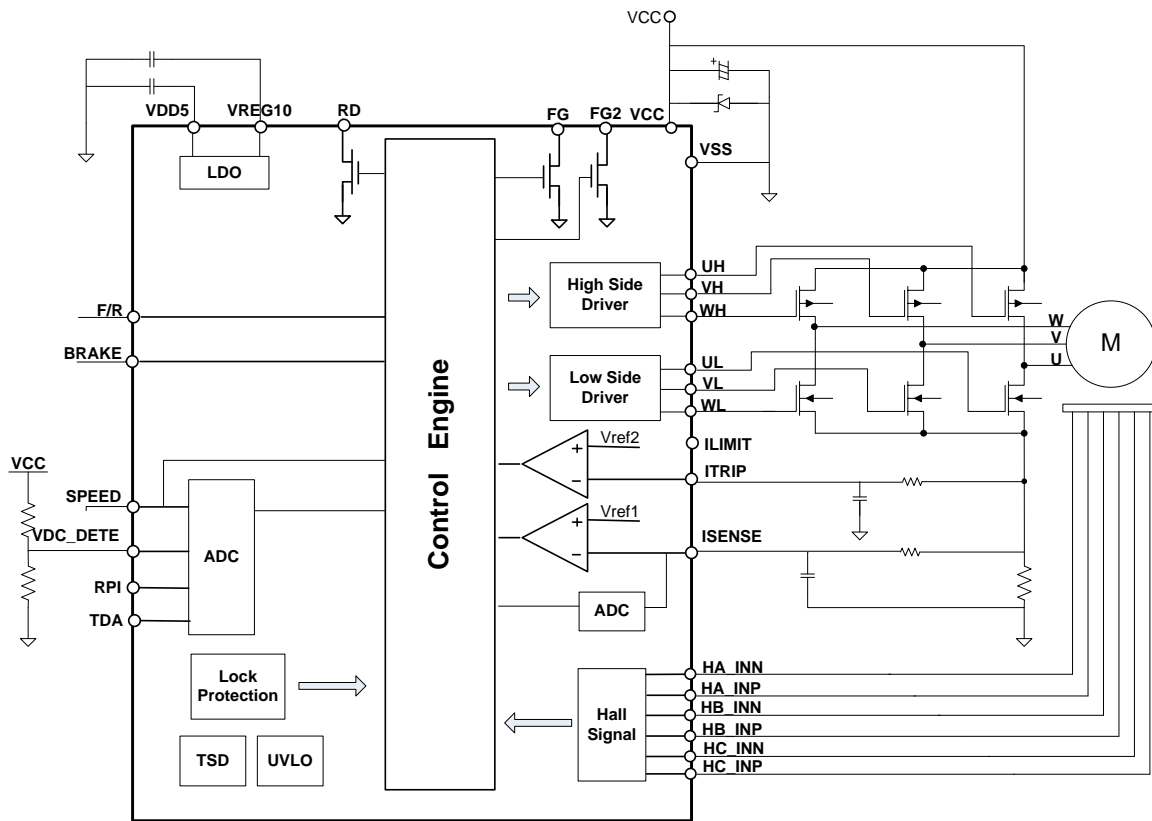 VCC
VDD5
VREG10
RD
FG
FG2
VCC
LDO
VSS
High Side
Driver
UH
VH
WH
F/R
BRAKE
Low Side
Driver
UL
VL
WL
W
V
U
M
Control Engine
Vref2
+
−
ILIMIT
ITRIP
VCC
SPEED
VDC_DETE
RPI
TDA
ADC
Vref1
+
−
ISENSE
ADC
Lock
Protection
TSD
UVLO
Hall
Signal
HA_INN
HA_INP
HB_INN
HB_INP
HC_INN
HC_INP
+